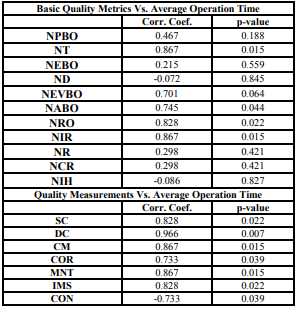 Basic Quality Metrics Vs. Average Operation Time
Corr. Coef. p-value
NPBO 0.467 0.188
NT 0.867 0.015
NEBO 0.215 0.559
ND -0.072 0.845
NEVBO 0.701 0.064
NABO 0.745 0.044
NRO 0.828 0.022
NIR 0.867 0.015
NR 0.298 0.421
NCR 0.298 0.421
NIH -0.086 0.827
Quality Measurements Vs. Average Operation Time
Corr. Coef. p-value
SC 0.828 0.022
DC 0.966 0.007
CM 0.867 0.015
COR 0.733 0.039
MNT 0.867 0.015
IMS 0.828 0.022
CON -0.733 0.039